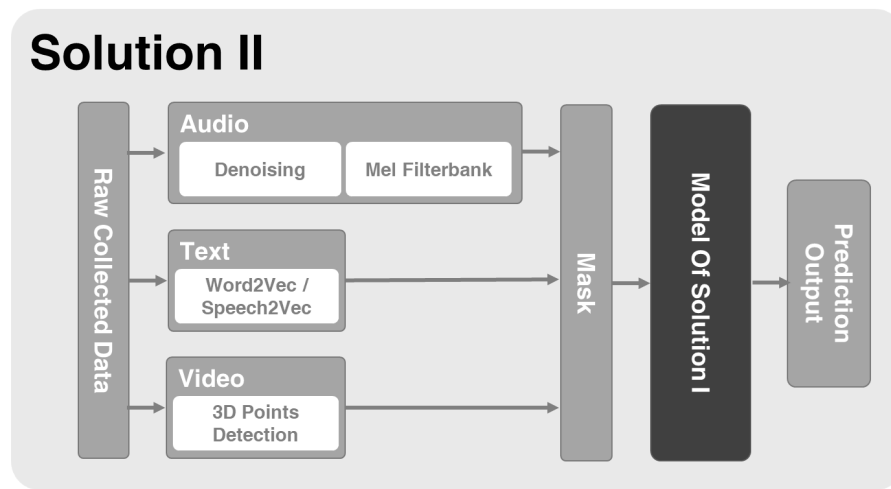 Solution II
Raw Collected Data
Audio
Denoising
Mel Filterbank
Text
Word2Vec /
Speech2Vec
Video
3D Points
Detection
Mask
Model Of Solution I
Prediction
Output